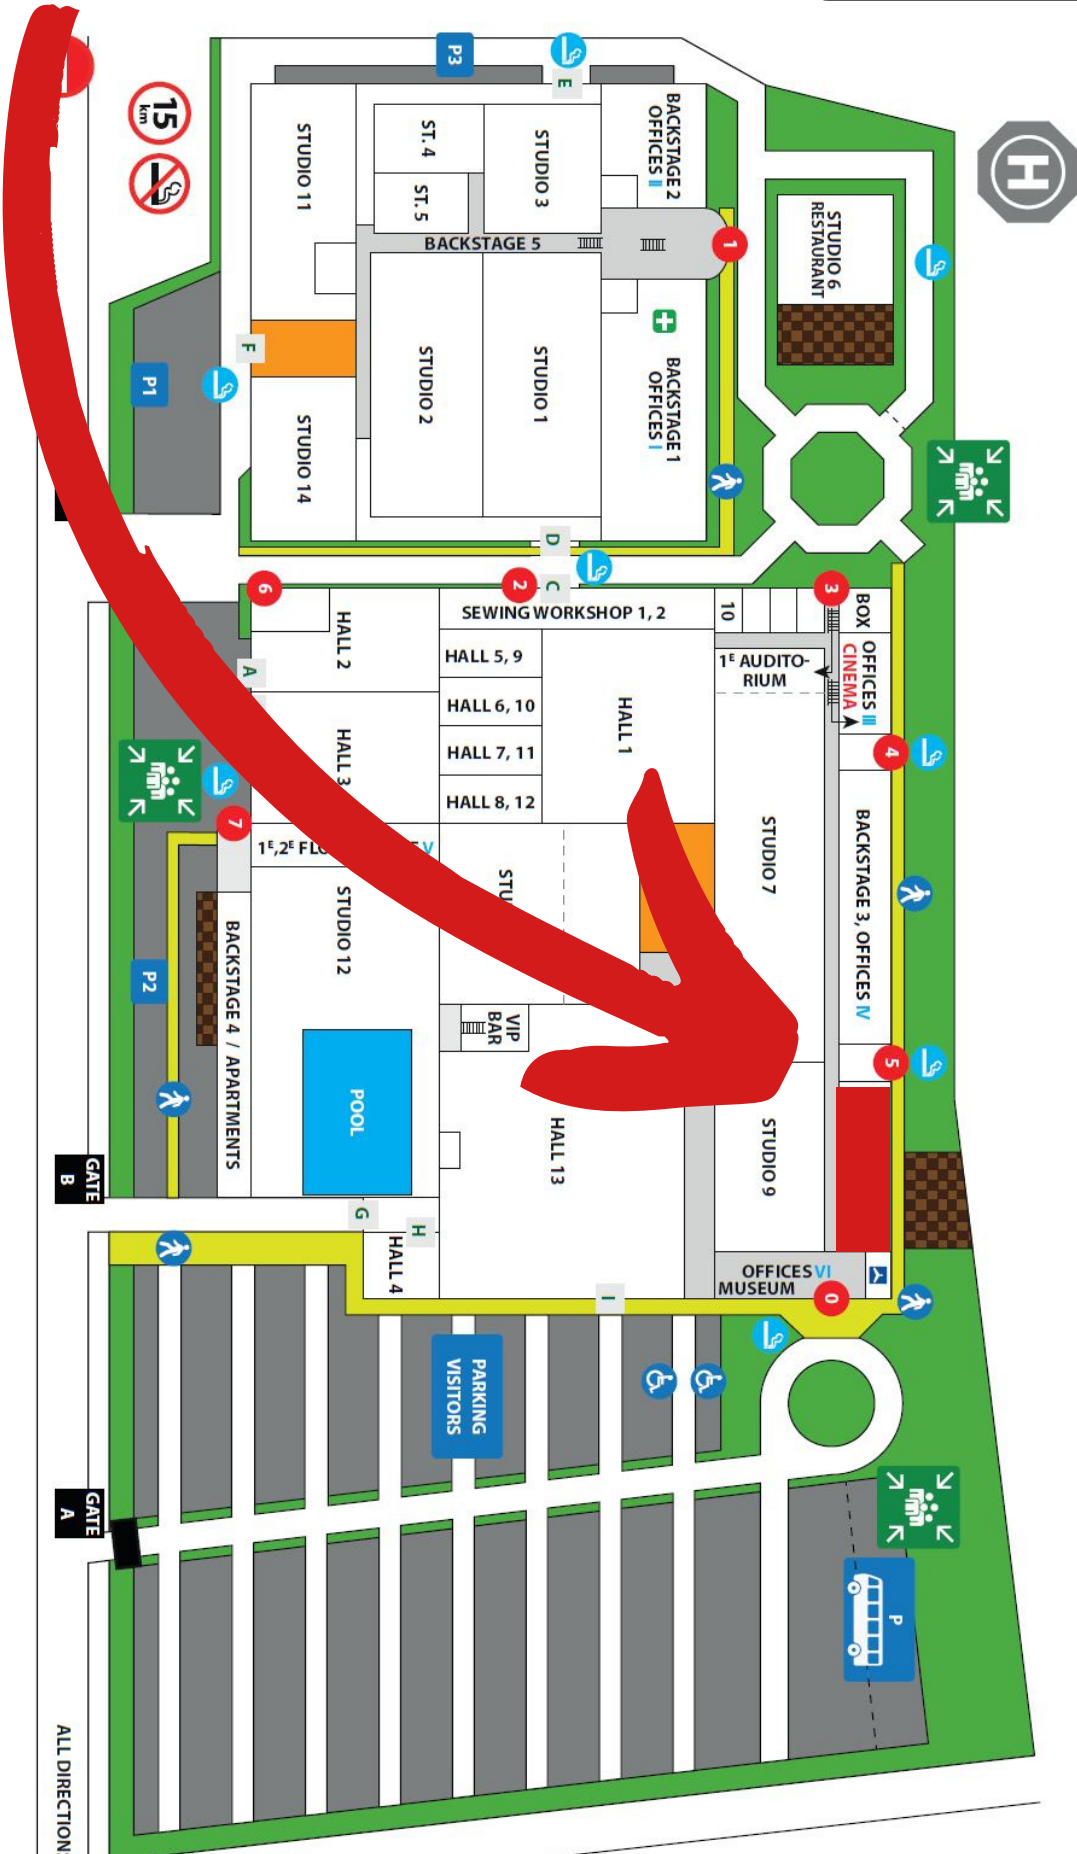 P3
E
H
15
km
STUDIO 11
ST. 4
ST. 5
STUDIO 3
BACKSTAGE 2
OFFICES II
BACKSTAGE 5
1
STUDIO 6
RESTAURANT
F
P1
STUDIO 2
STUDIO 1
BACKSTAGE 1
OFFICES I
STUDIO 14
D
C
6
2
3
SEWING WORKSHOP 1, 2
10
BOX
HALL 2
HALL 5, 9
1E AUDITO-
RIUM
OFFICES III
CINEMA
A
HALL 6, 10
HALL 1
HALL 3
HALL 7, 11
4
HALL 8, 12
7
1E,2E
V
STUDIO 7
BACKSTAGE 3, OFFICES IV
STUDIO 12
P2
BACKSTAGE 4 / APARTMENTS
VIP
BAR
5
POOL
HALL 13
STUDIO 9
GATE
B
G
H
HALL 4
OFFICES VI
MUSEUM
0
I
PARKING
VISITORS
GATE
A
P
ALL DIRECTIONS